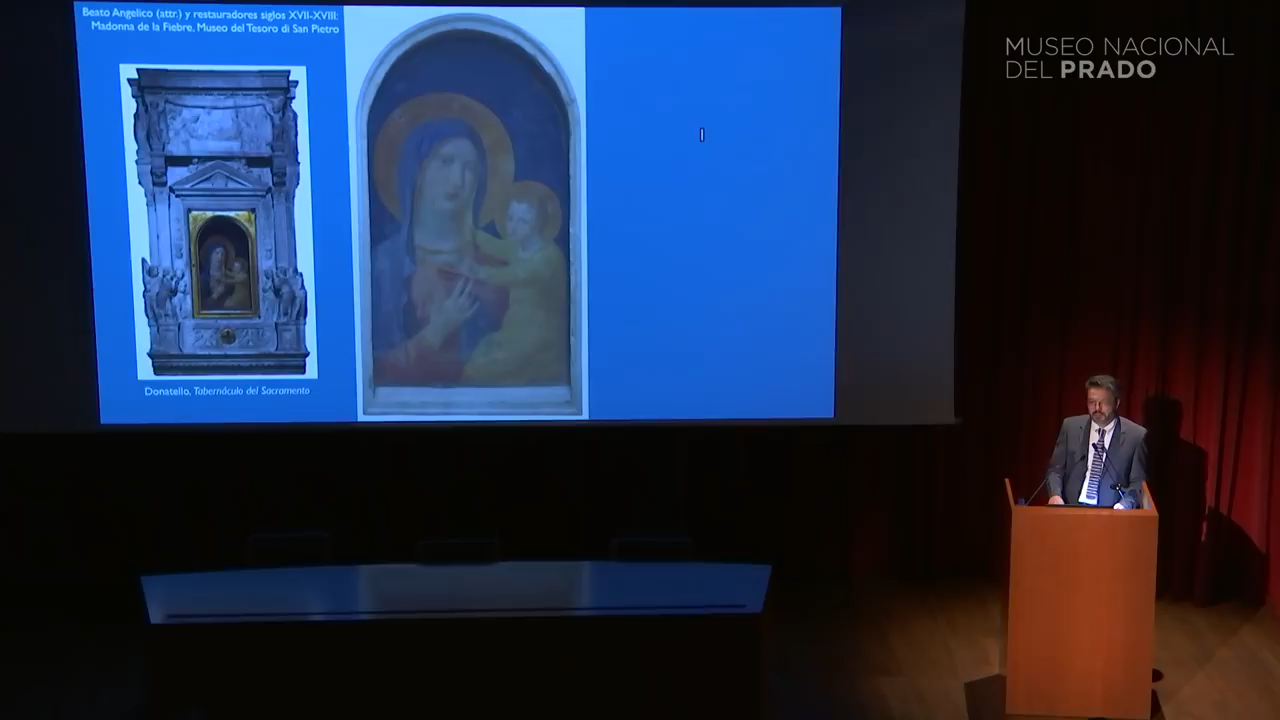 Beato Angelico (attr.) y restauradores siglos XVII-XVIII:
Madonna de la Fiebre, Museo del Tesoro di San Pietro
Donatello, Tabernáculo del Sacramento
MUSEO NACIONAL
DEL PRADO